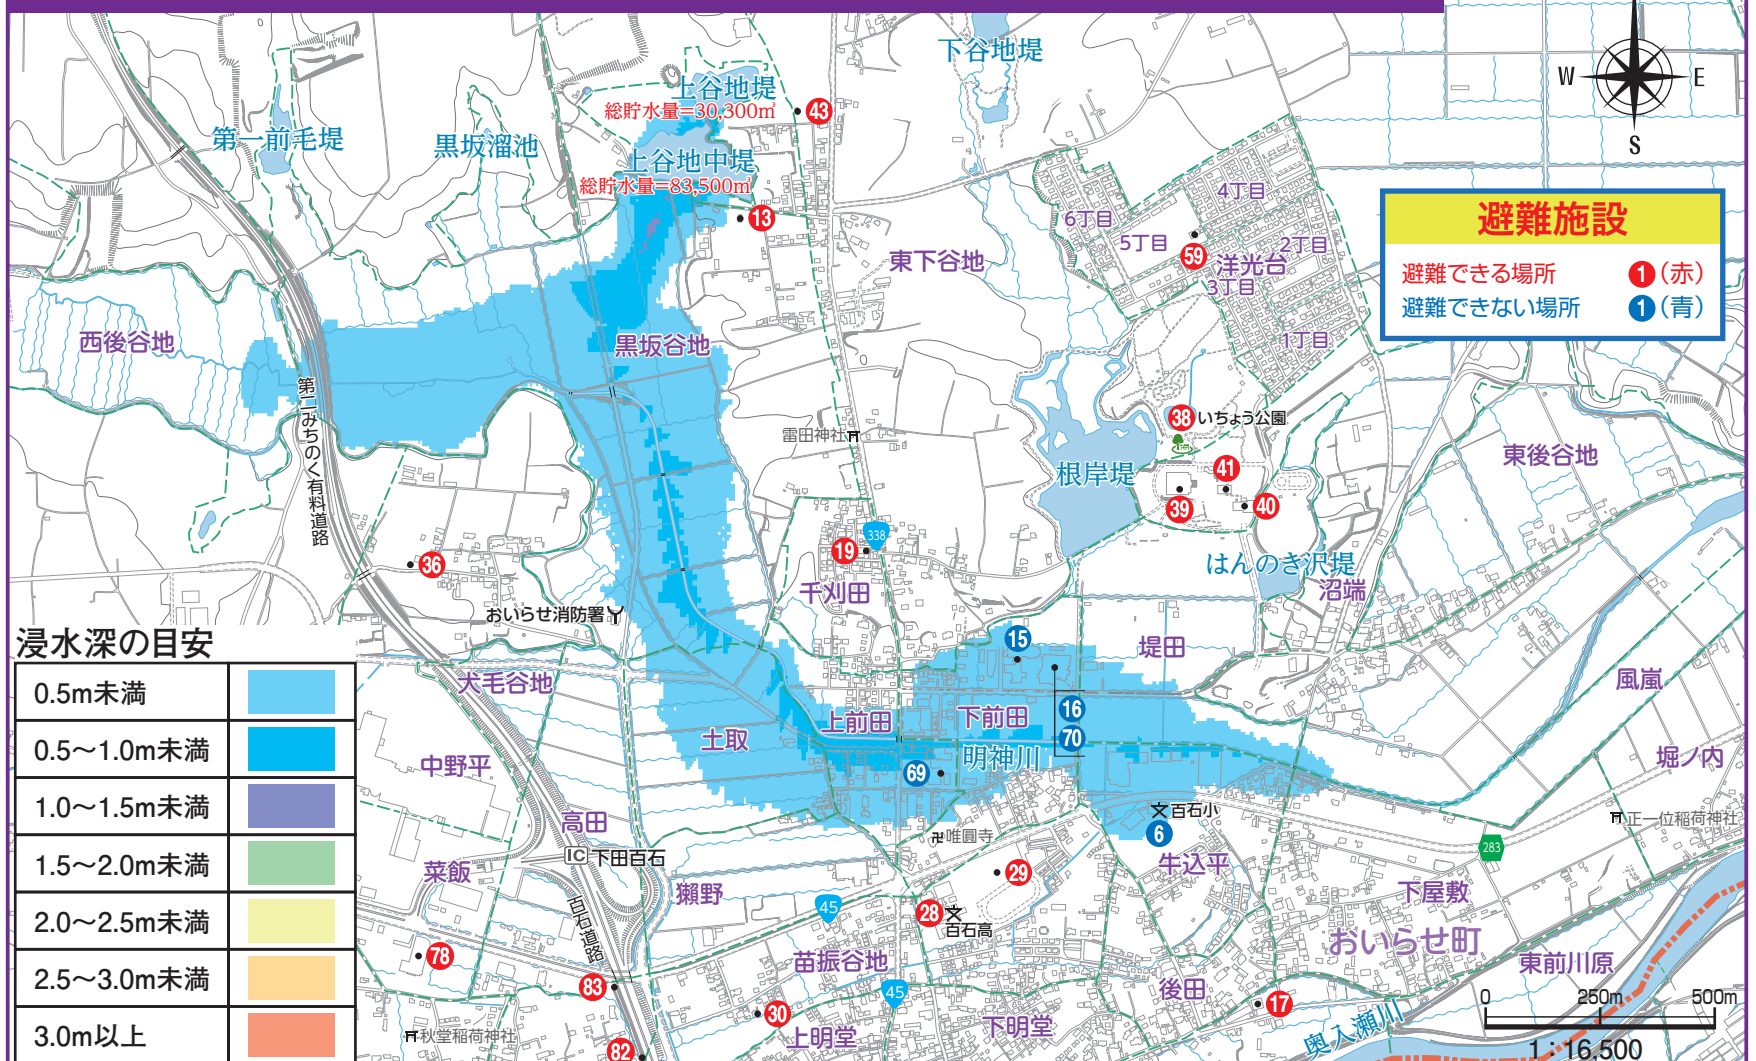 下谷地堤
W
E
S
上谷地堤
総貯水量=30,300㎥
43
第一前毛堤
黒坂溜池
上谷地中堤
総貯水量=83,500㎥
13
4丁目
6丁目
5丁目
2丁目
59
洋光台
3丁目
1丁目
東下谷地
避難施設
避難できる場所
1（赤）
避難できない場所
1（青）
西後谷地
黒坂谷地
第二みちのく有料道路
雷田神社
38
いちょう公園
根岸堤
41
39
40
東後谷地
338
19
36
千刈田
はんのき沢堤
沼端
おいらせ消防署
15
堤田
犬毛谷地
風嵐
16
70
上前田
下前田
土取
明神川
69
堀ノ内
中野平
高田
百石小
6
正一位稲荷神社
唯圓寺
283
IC 下田百石
牛込平
菜飯
獺野
29
下屋敷
45
28
百石高
百石道路
おいらせ町
78
苗振谷地
東前川原
83
45
後田
17
30
上明堂
下明堂
奥入瀬川
秋堂稲荷神社
82
浸水深の目安
0.5m未満
0.5〜1.0m未満
1.0〜1.5m未満
1.5〜2.0m未満
2.0〜2.5m未満
2.5〜3.0m未満
3.0m以上
0
250m
500m
1：16,500